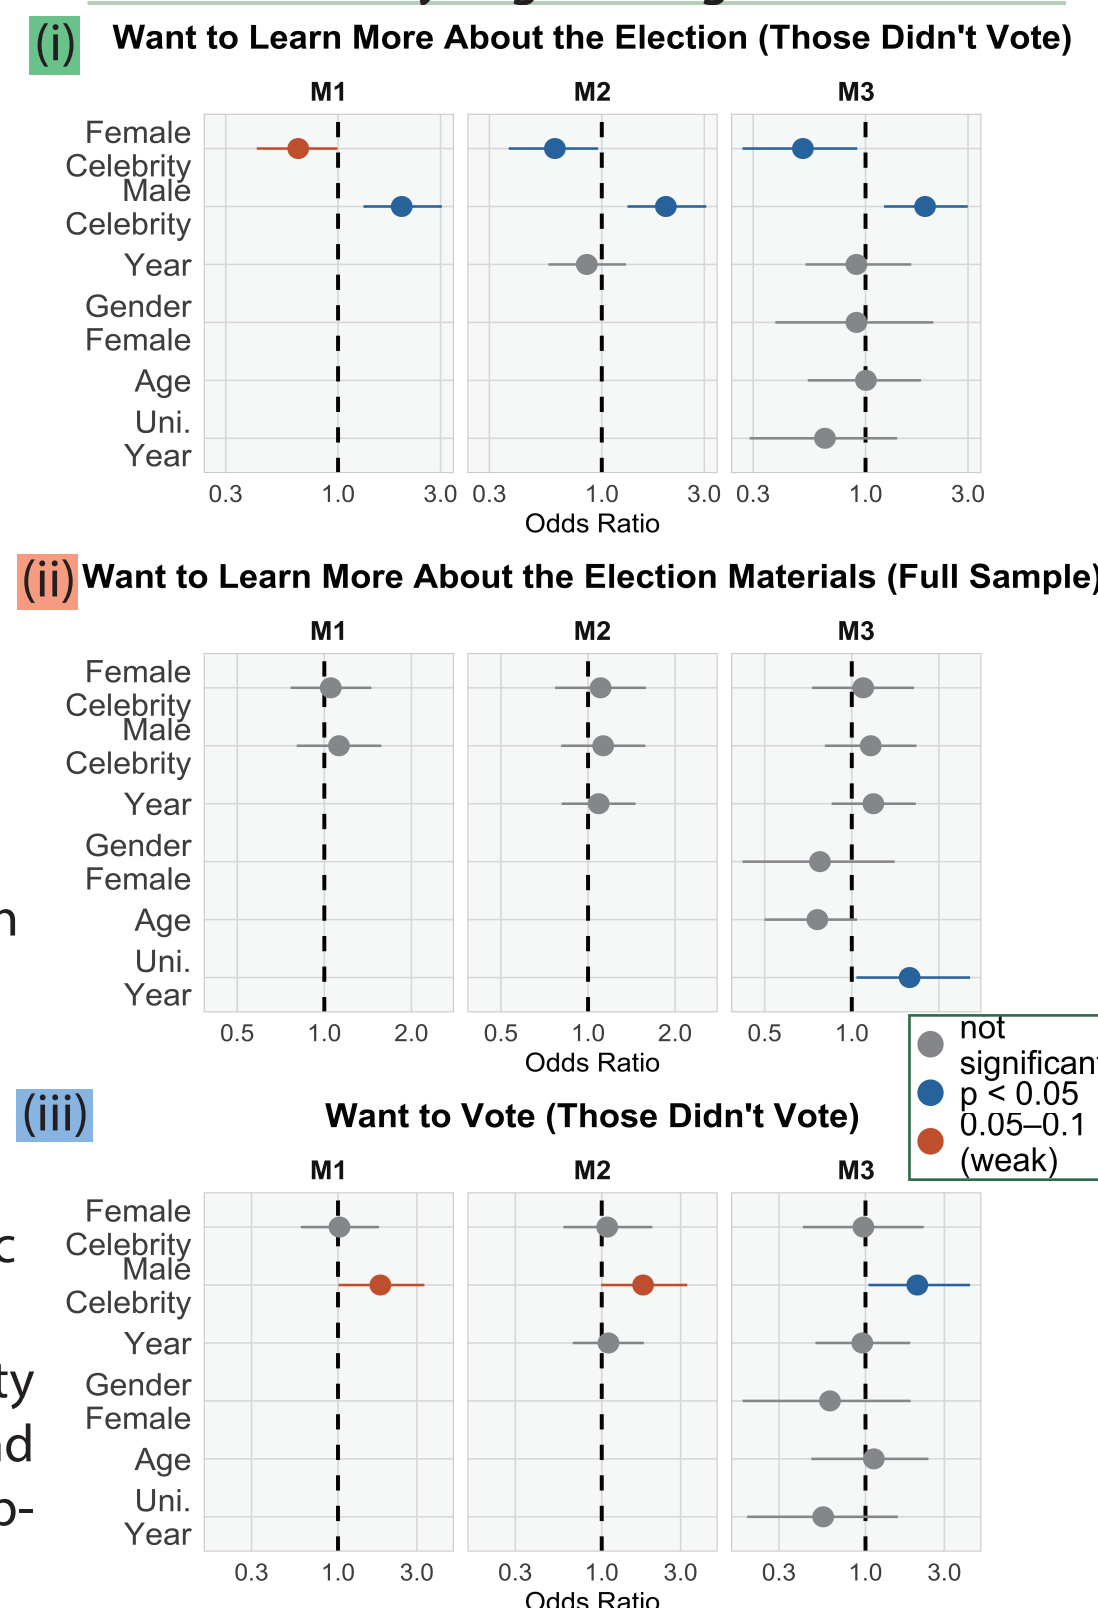 (i) Want to Learn More About the Election (Those Didn't Vote)
M1 M2 M3
Female
Celebrity
Male
Celebrity
Year
Gender
Female
Age
Uni.
Year
0.3 1.0 3.0 0.3 1.0 3.0 0.3 1.0 3.0
Odds Ratio
(ii) Want to Learn More About the Election Materials (Full Sample)
M1 M2 M3
Female
Celebrity
Male
Celebrity
Year
Gender
Female
Age
Uni.
Year
0.5 1.0 2.0 0.5 1.0 2.0 0.5 1.0
Odds Ratio
not
significant
p < 0.05
0.05–0.1
(weak)
(iii) Want to Vote (Those Didn't Vote)
M1 M2 M3
Female
Celebrity
Male
Celebrity
Year
Gender
Female
Age
Uni.
Year
0.3 1.0 3.0 0.3 1.0 3.0 0.3 1.0 3.0
Odds Ratio